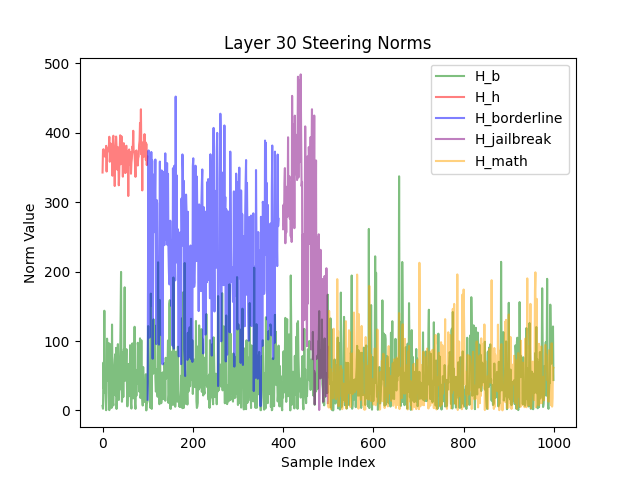 Layer 30 Steering Norms
Norm Value
500
400
300
200
100
0
H_b
H_h
H_borderline
H_jailbreak
H_math
0
200
400
600
800
1000
Sample Index